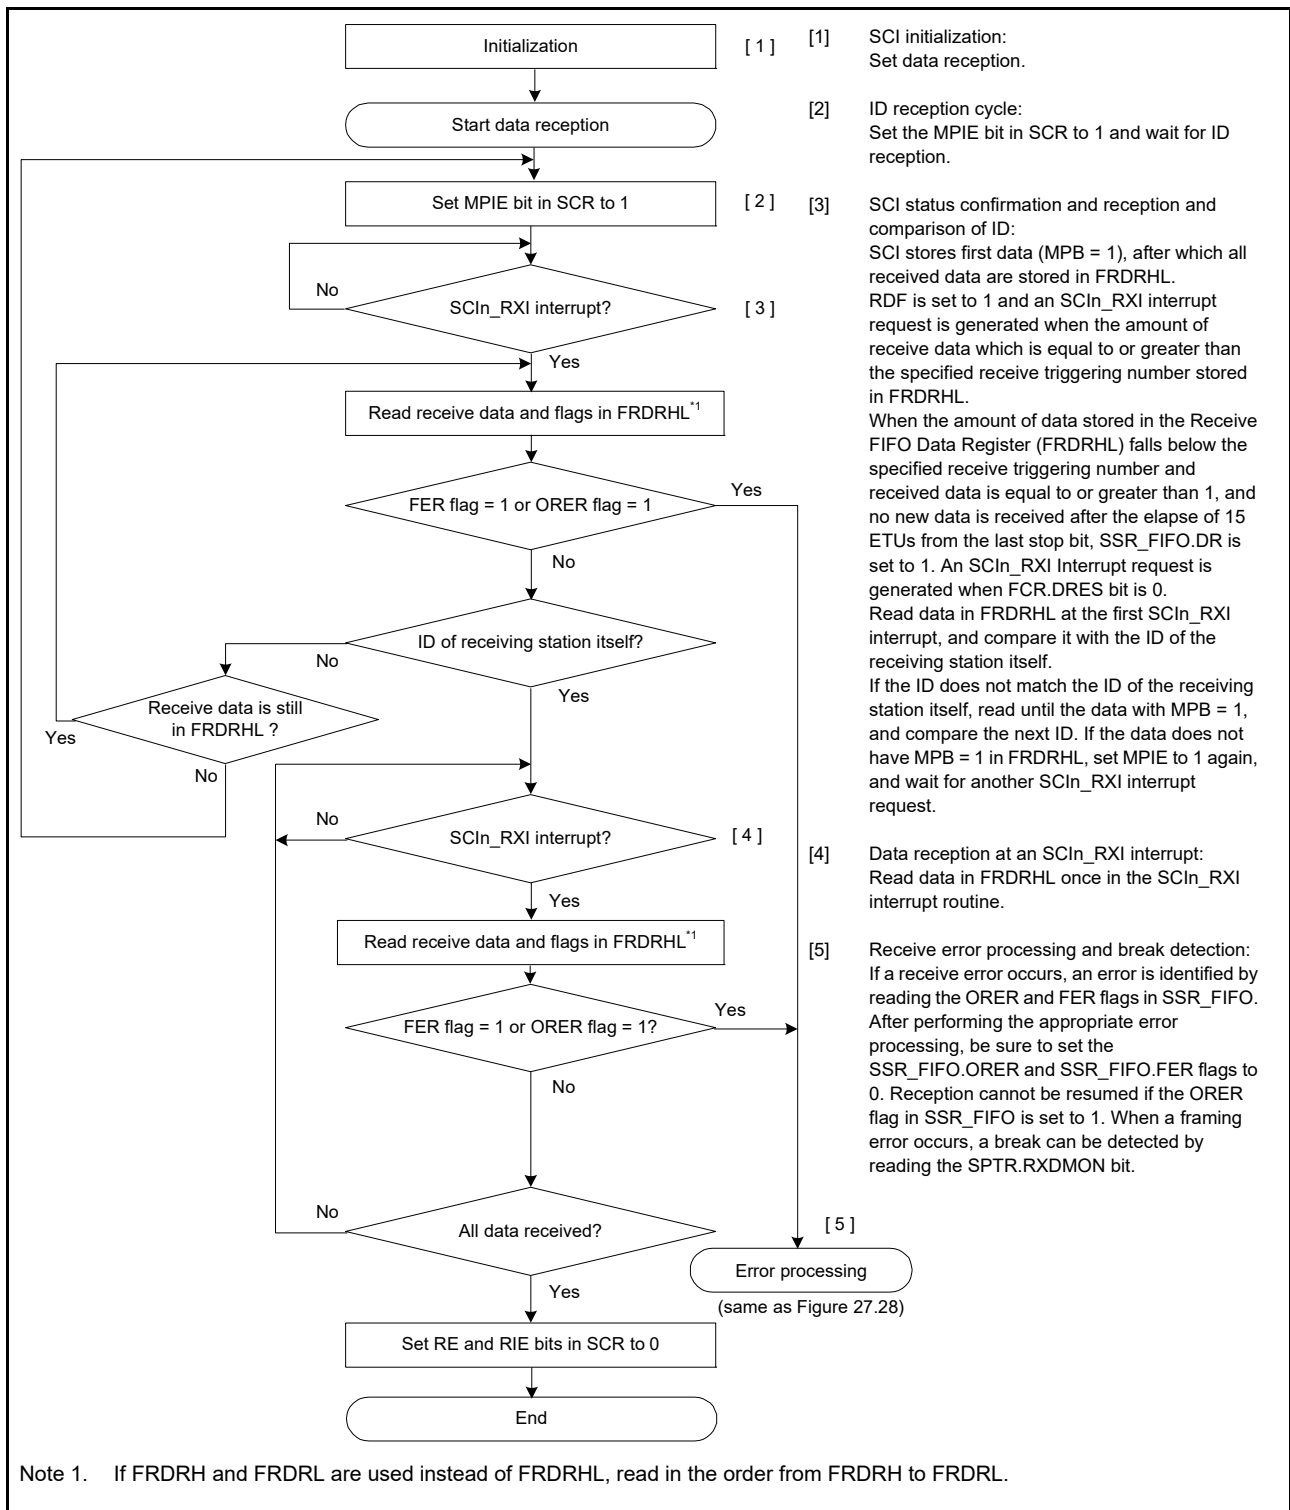 Initialization
[ 1 ]
Start data reception
Set MPIE bit in SCR to 1
[ 2 ]
No
SCIn_RXI interrupt?
[ 3 ]
Yes
Read receive data and flags in FRDRHL*1
FER flag = 1 or ORER flag = 1
Yes
No
ID of receiving station itself?
No
Yes
Receive data is still
in FRDRHL ?
Yes
No
No
SCIn_RXI interrupt?
[ 4 ]
Yes
Read receive data and flags in FRDRHL*1
FER flag = 1 or ORER flag = 1?
Yes
No
No
All data received?
[ 5 ]
Yes
Error processing
(same as Figure 27.28)
Set RE and RIE bits in SCR to 0
End
[1] SCI initialization:
Set data reception.
[2] ID reception cycle:
Set the MPIE bit in SCR to 1 and wait for ID
reception.
[3] SCI status confirmation and reception and
comparison of ID:
SCI stores first data (MPB = 1), after which all
received data are stored in FRDRHL.
RDF is set to 1 and an SCIn_RXI interrupt
request is generated when the amount of
receive data which is equal to or greater than
the specified receive triggering number stored
in FRDRHL.
When the amount of data stored in the Receive
FIFO Data Register (FRDRHL) falls below the
specified receive triggering number and
received data is equal to or greater than 1, and
no new data is received after the elapse of 15
ETUs from the last stop bit, SSR_FIFO.DR is
set to 1. An SCIn_RXI Interrupt request is
generated when FCR.DRES bit is 0.
Read data in FRDRHL at the first SCIn_RXI
interrupt, and compare it with the ID of the
receiving station itself.
If the ID does not match the ID of the receiving
station itself, read until the data with MPB = 1,
and compare the next ID. If the data does not
have MPB = 1 in FRDRHL, set MPIE to 1 again,
and wait for another SCIn_RXI interrupt
request.
[4] Data reception at an SCIn_RXI interrupt:
Read data in FRDRHL once in the SCIn_RXI
interrupt routine.
[5] Receive error processing and break detection:
If a receive error occurs, an error is identified by
reading the ORER and FER flags in SSR_FIFO.
After performing the appropriate error
processing, be sure to set the
SSR_FIFO.ORER and SSR_FIFO.FER flags to
0. Reception cannot be resumed if the ORER
flag in SSR_FIFO is set to 1. When a framing
error occurs, a break can be detected by
reading the SPTR.RXDMON bit.
Note 1. If FRDRH and FRDRL are used instead of FRDRHL, read in the order from FRDRH to FRDRL.